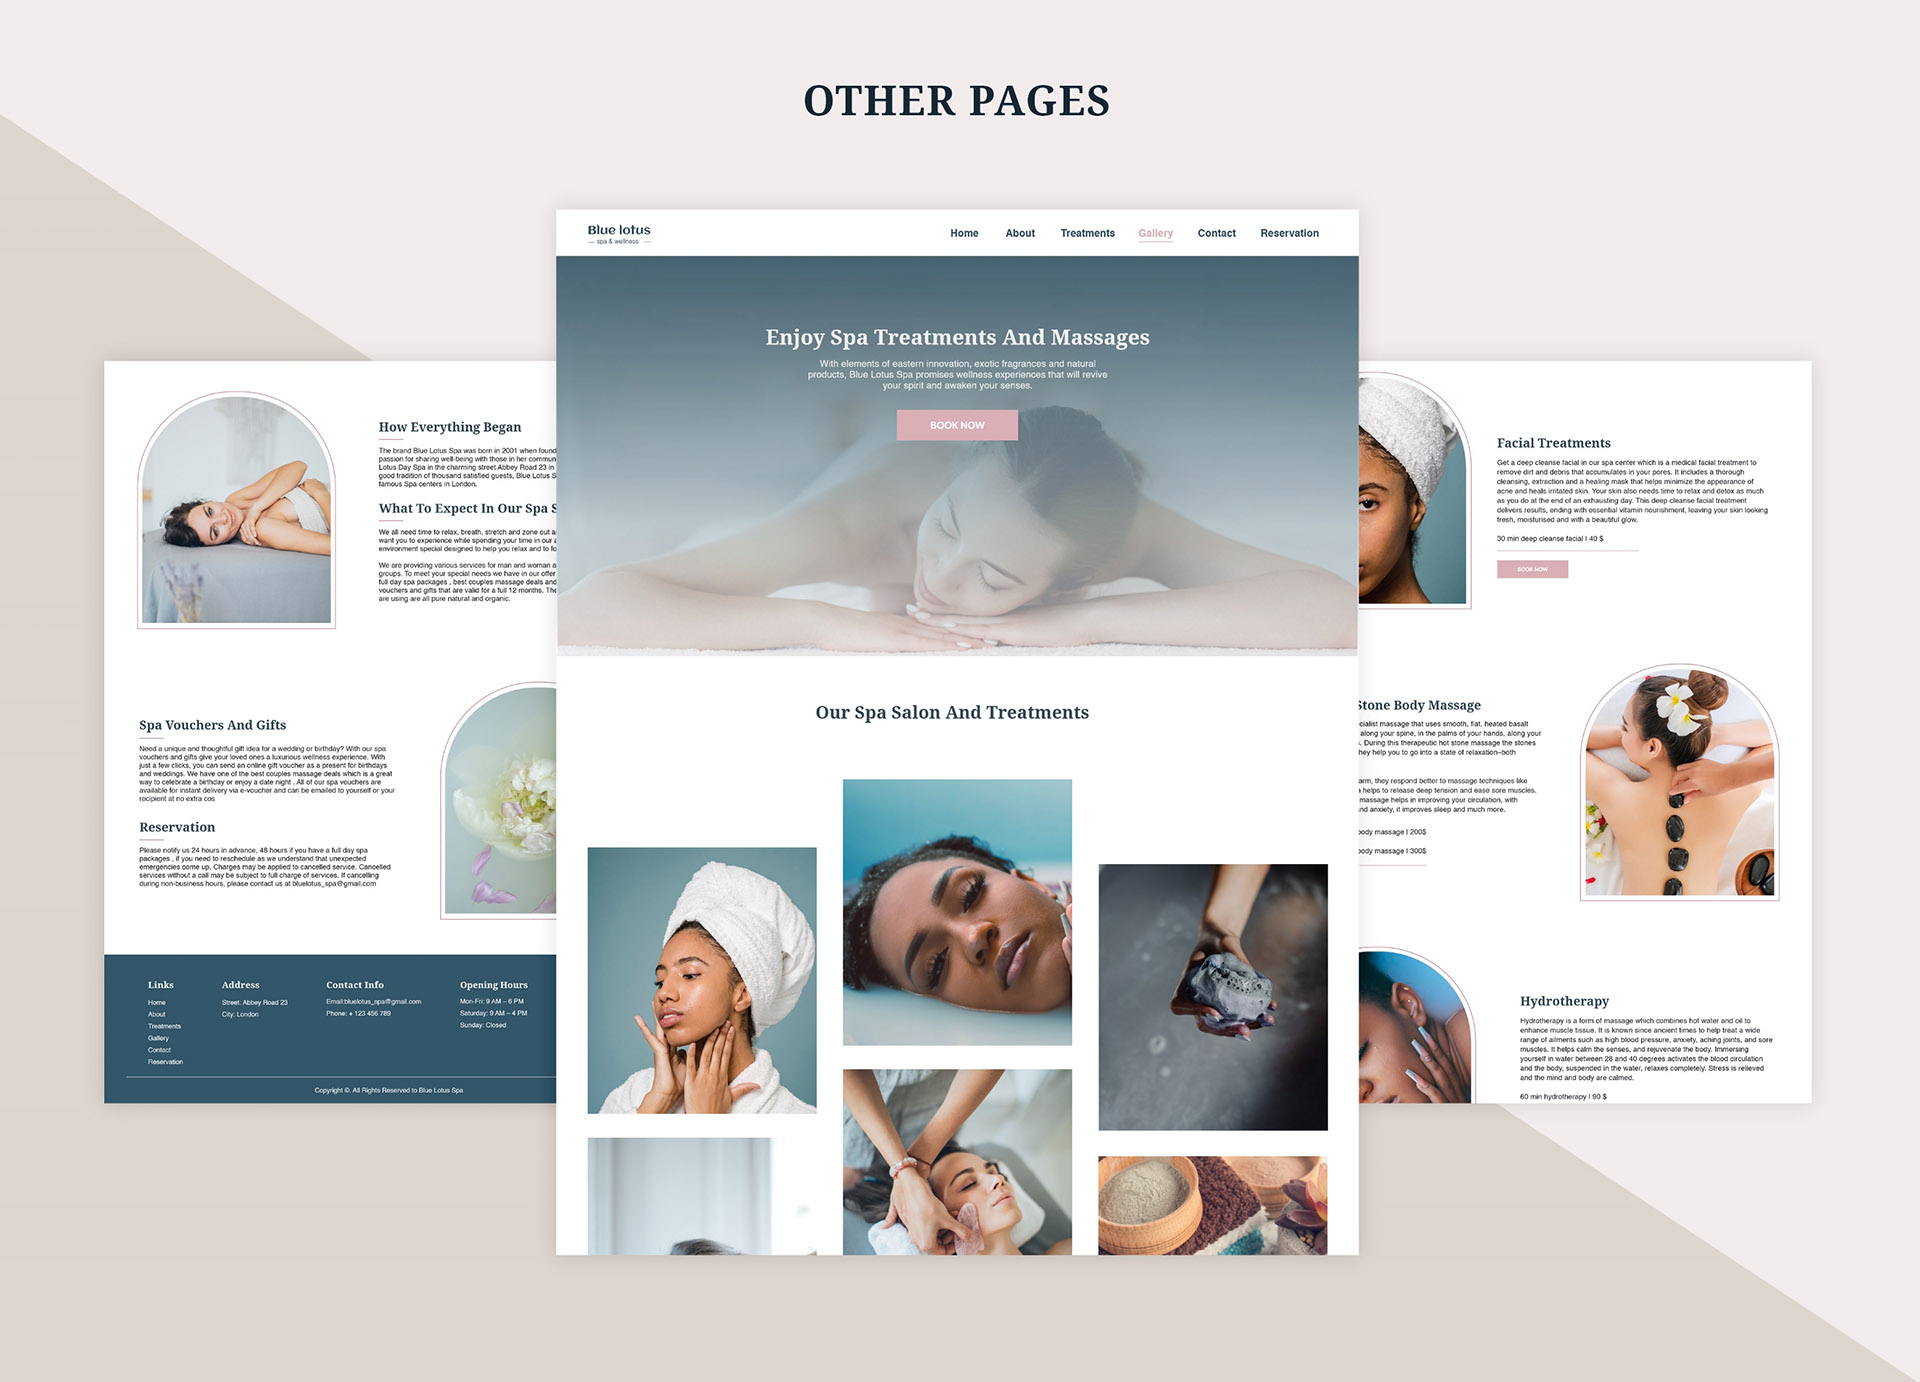 OTHER PAGES
Blue lotus
spa & wellness
Home
About
Treatments
Gallery
Contact
Reservation
Enjoy Spa Treatments And Massages
With elements of eastern innovation, exotic fragrances and natural
products, Blue Lotus Spa promises wellness experiences that will revive
your spirit and awaken your senses.
BOOK NOW
Our Spa Salon And Treatments
How Everything Began
The brand Blue Lotus Spa was born in 2001 when found
passion for sharing well-being with those in her commun
Lotus Day Spa in the charming street Abbey Road 23 in
good tradition of thousand satisfied guests, Blue Lotus S
famous Spa centers in London.
What To Expect In Our Spa S
We all need time to relax, breath, stretch and zone out a
want you to experience while spending your time in our
environment special designed to help you relax and to fo
We are providing various services for man and woman a
groups. To meet your special needs we have in our offer
full day spa packages , best couples massage deals and
vouchers and gifts that are valid for a full 12 months. The
are using are all pure natural and organic.
Spa Vouchers And Gifts
Need a unique and thoughtful gift idea for a wedding or birthday? With our spa
vouchers and gifts give your loved ones a luxurious wellness experience. With
just a few clicks, you can send an online gift voucher as a present for birthdays
and weddings. We have one of the best couples massage deals which is a great
way to celebrate a birthday or enjoy a date night . All of our spa vouchers are
available for instant delivery via e-voucher and can be emailed to yourself or your
recipient at no extra cos
Reservation
Please notify us 24 hours in advance, 48 hours if you have a full day spa
packages , if you need to reschedule as we understand that unexpected
emergencies come up. Charges may be applied to cancelled service. Cancelled
services without a call may be subject to full charge of services. If cancelling
during non-business hours, please contact us at bluelotus_spa@gmail.com
Links
Home
About
Treatments
Gallery
Contact
Reservation
Address
Street: Abbey Road 23
City: London
Contact Info
Email:bluelotus_spa@gmail.com
Phone: + 123 456 789
Opening Hours
Mon-Fri: 9 AM – 6 PM
Saturday: 9 AM – 4 PM
Sunday: Closed
Copyright ©. All Rights Reserved to Blue Lotus Spa
Facial Treatments
Get a deep cleanse facial in our spa center which is a medical facial treatment to
remove dirt and debris that accumulates in your pores. It includes a thorough
cleansing, extraction and a healing mask that helps minimize the appearance of
acne and heals irritated skin. Your skin also needs time to relax and detox as much
as you do at the end of an exhausting day. This deep cleanse facial treatment
delivers results, ending with essential vitamin nourishment, leaving your skin looking
fresh, moisturised and with a beautiful glow.
30 min deep cleanse facial I 40 $
BOOK NOW
Stone Body Massage
cialist massage that uses smooth, flat, heated basalt
along your spine, in the palms of your hands, along your
. During this therapeutic hot stone massage the stones
hey help you to go into a state of relaxation–both
arm, they respond better to massage techniques like
helps to release deep tension and ease sore muscles.
massage helps in improving your circulation, with
nd anxiety, it improves sleep and much more.
body massage I 200$
body massage I 300$
Hydrotherapy
Hydrotherapy is a form of massage which combines hot water and oil to
enhance muscle tissue. It is known since ancient times to help treat a wide
range of ailments such as high blood pressure, anxiety, aching joints, and sore
muscles. It helps calm the senses, and rejuvenate the body. Immersing
yourself in water between 28 and 40 degrees activates the blood circulation
and the body, suspended in the water, relaxes completely. Stress is relieved
and the mind and body are calmed.
60 min hydrotherapy I 90 $